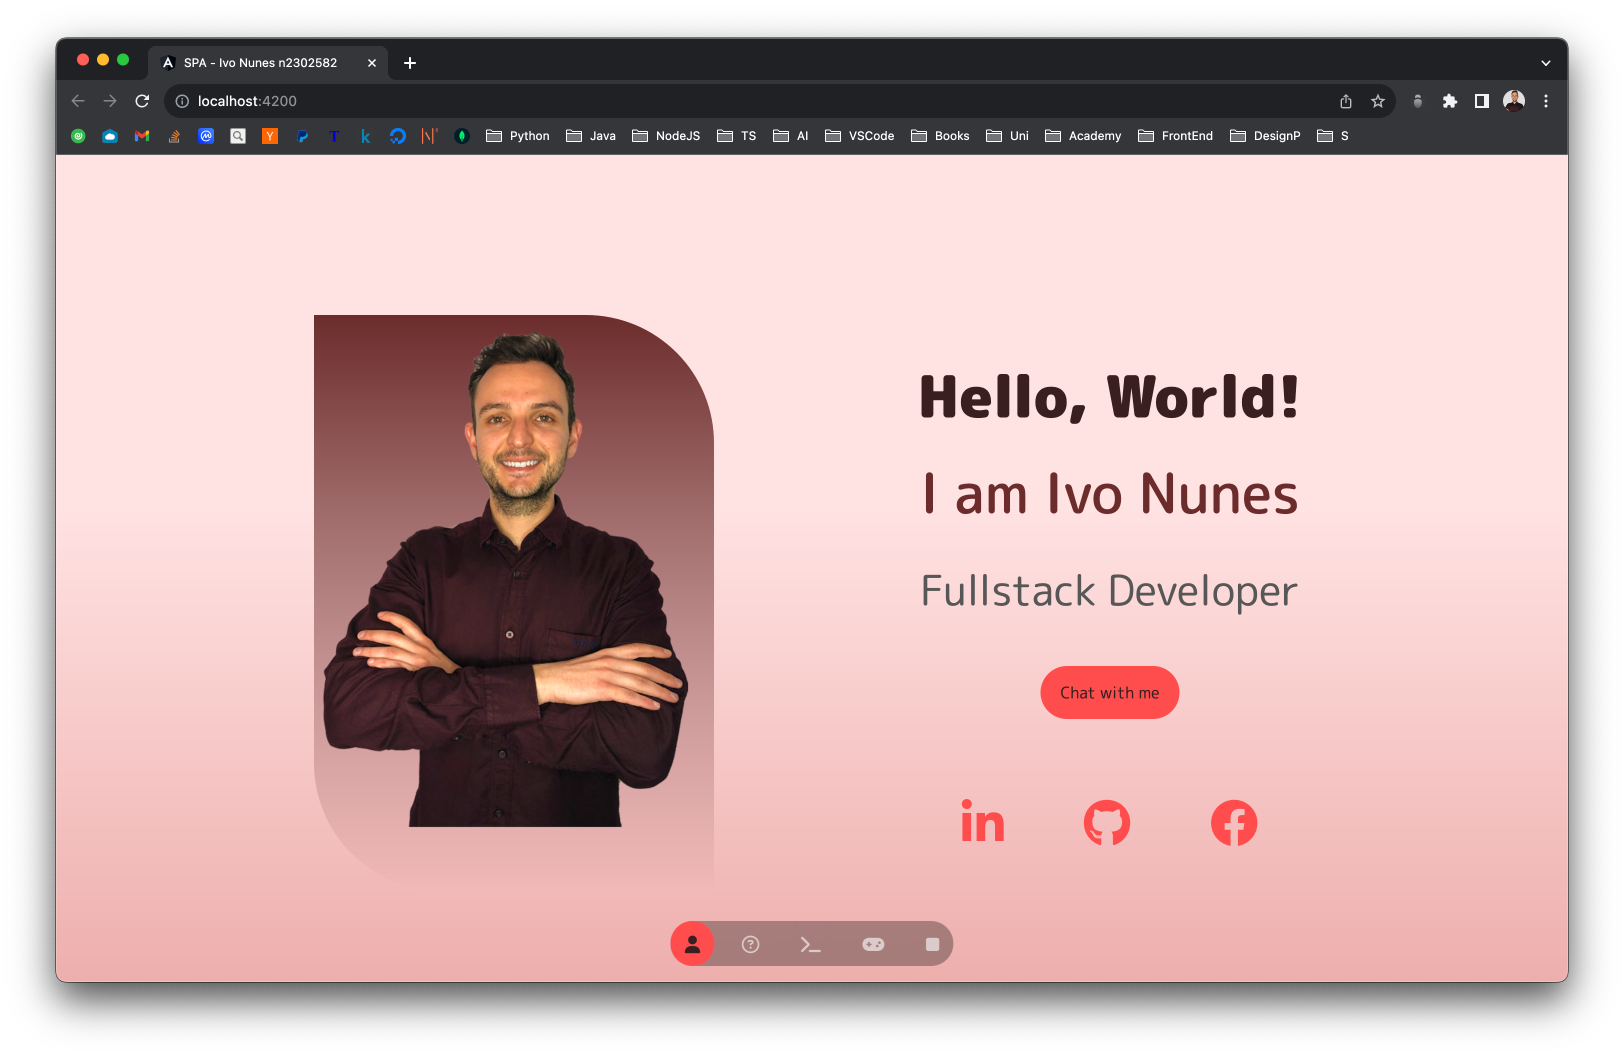 SPA - Ivo Nunes n2302582
localhost:4200
Python Java NodeJS TS AI VSCode Books Uni Academy FrontEnd DesignP S
Hello, World!
I am Ivo Nunes
Fullstack Developer
Chat with me